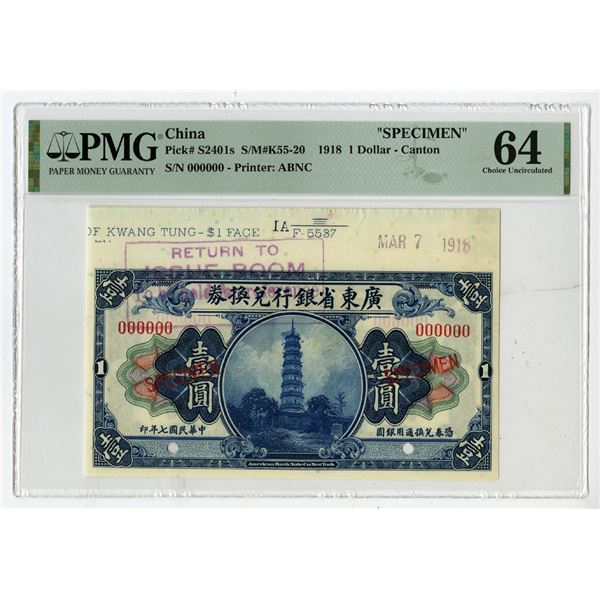 PMG
PAPER MONEY GUARANTY
China "SPECIMEN"
Pick# S2401s S/M#K55-20 1918 1 Dollar - Canton
S/N 000000 - Printer: ABNC
64
Choice Uncirculated
OF KWANG TUNG-$1 FACE IA F-5537
MAR 7 1918
RETURN TO
ISSUE ROOM
券換兌行銀省東廣
000000 000000
壹圓 壹圓
SPECIMEN SPECIMEN
1 1
印年七國民華中
圓銀用通換兌券憑
American Bank Note Co. New York.